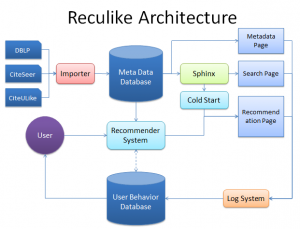 Reculike Architecture
DBLP
CiteSeer
CiteULike
Importer
Meta Data
Database
Sphinx
Cold Start
Metadata
Page
Search Page
Recommend
ation Page
User
Recommender
System
User Behavior
Database
Log System